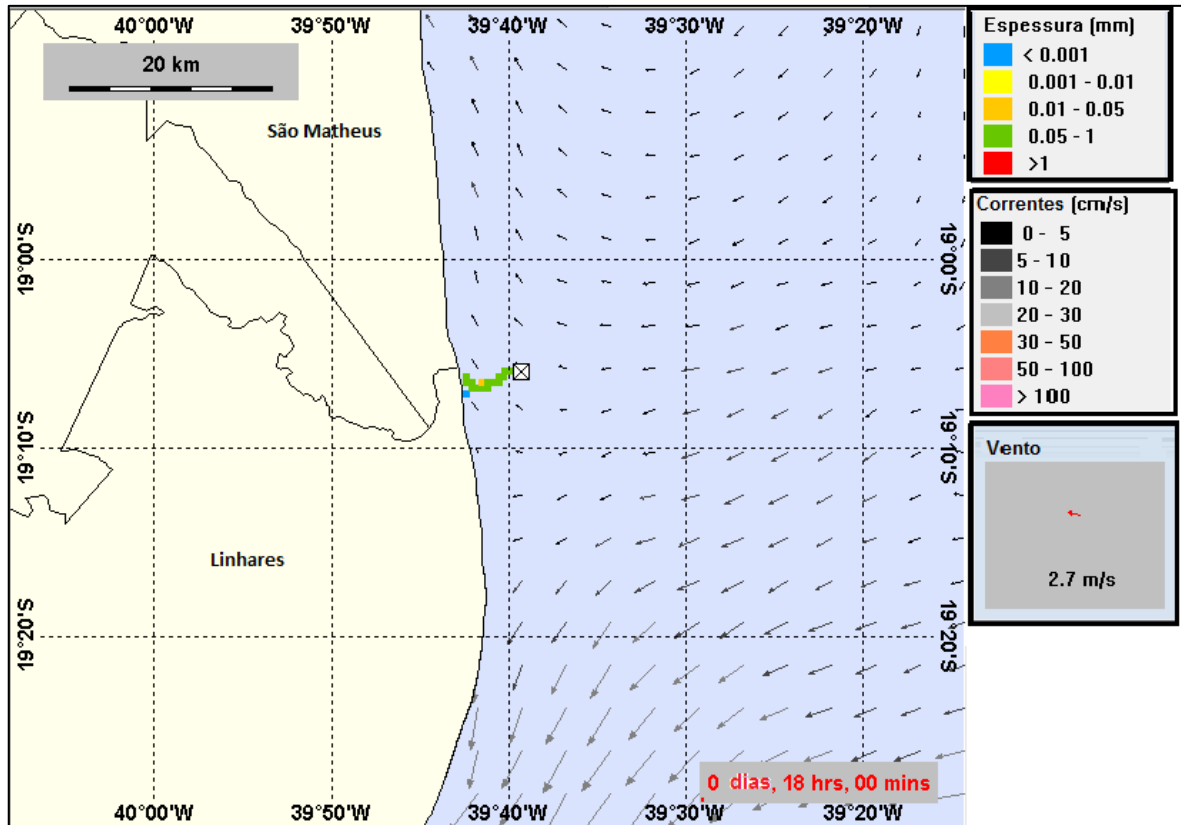 40°00'W 39°50'W 39°40'W 39°30'W 39°20'W
20 km
São Matheus
19°00'S 19°00'S
19°10'S 19°10'S
Linhares
19°20'S 19°20'S
0 dias, 18 hrs, 00 mins
40°00'W 39°50'W 39°40'W 39°30'W 39°20'W
Espessura (mm)
< 0.001
0.001 - 0.01
0.01 - 0.05
0.05 - 1
>1
Correntes (cm/s)
0 - 5
5 - 10
10 - 20
20 - 30
30 - 50
50 - 100
> 100
Vento
2.7 m/s